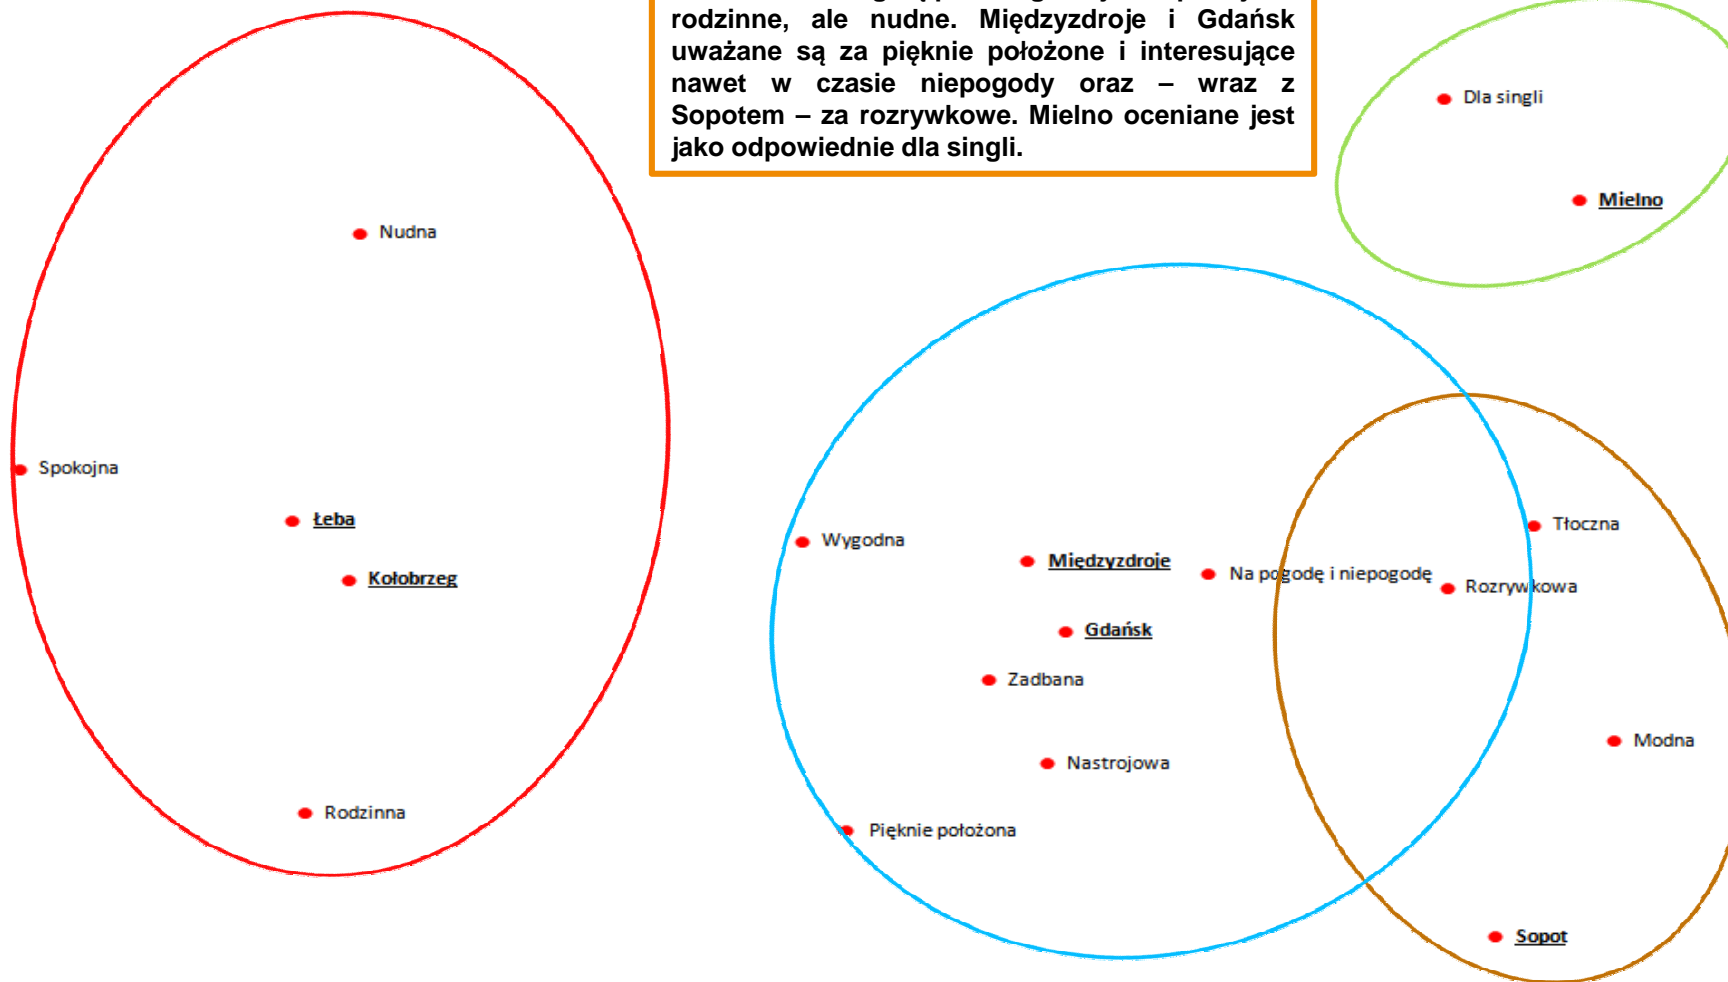 rodzinne, ale nudne. Międzyzdroje i Gdańsk
uważane są za pięknie położone i interesujące
nawet w czasie niepogody oraz – wraz z
Sopotem – za rozrywkowe. Mielno oceniane jest
jako odpowiednie dla singli.
Dla singli
Mielno
Nudna
Spokojna
Łeba
Kołobrzeg
Rodzinna
Wygodna
Międzyzdroje
Na pogodę i niepogodę
Tłoczna
Rozrywkowa
Gdańsk
Zadbana
Nastrojowa
Modna
Pięknie położona
Sopot